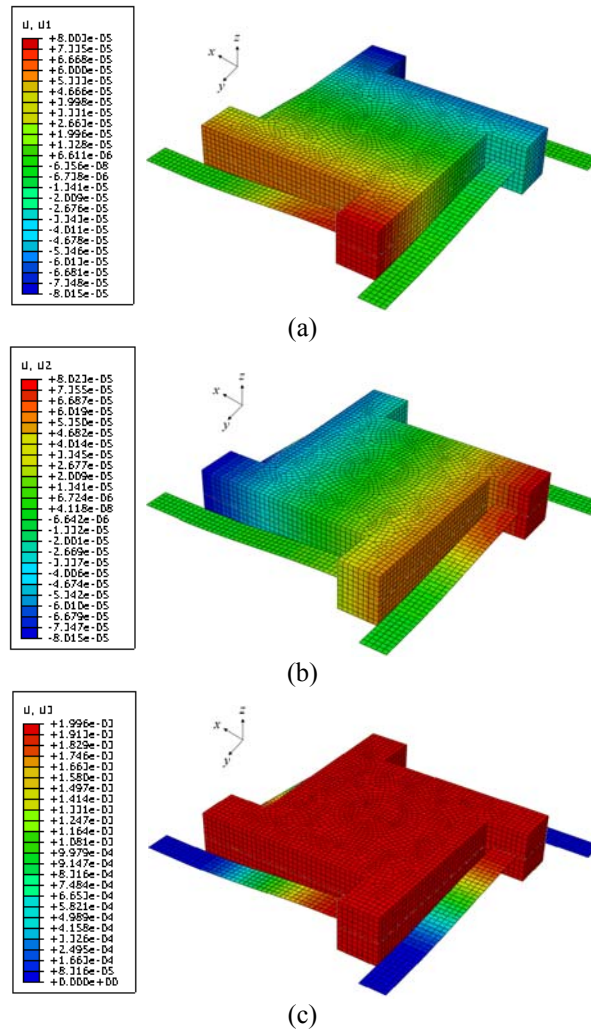 U, U1
+8.003e-05
+7.335e-05
+6.668e-05
+6.000e-05
+5.333e-05
+4.666e-05
+3.998e-05
+3.331e-05
+2.663e-05
+1.996e-05
+1.328e-05
+6.611e-06
-6.356e-08
-6.738e-06
-1.341e-05
-2.009e-05
-2.676e-05
-3.343e-05
-4.011e-05
-4.678e-05
-5.346e-05
-6.013e-05
-6.681e-05
-7.348e-05
-8.015e-05
z
x
y
(a)
U, U2
+8.023e-05
+7.355e-05
+6.687e-05
+6.019e-05
+5.350e-05
+4.682e-05
+4.014e-05
+3.345e-05
+2.677e-05
+2.009e-05
+1.341e-05
+6.724e-06
+4.118e-08
-6.642e-06
-1.332e-05
-2.001e-05
-2.669e-05
-3.337e-05
-4.006e-05
-4.674e-05
-5.342e-05
-6.010e-05
-6.679e-05
-7.347e-05
-8.015e-05
z
x
y
(b)
U, U3
+1.996e-03
+1.913e-03
+1.829e-03
+1.746e-03
+1.663e-03
+1.580e-03
+1.497e-03
+1.414e-03
+1.331e-03
+1.247e-03
+1.164e-03
+1.081e-03
+9.979e-04
+9.147e-04
+8.316e-04
+7.484e-04
+6.653e-04
+5.821e-04
+4.989e-04
+4.158e-04
+3.326e-04
+2.495e-04
+1.663e-04
+8.316e-05
+0.000e+00
z
x
y
(c)